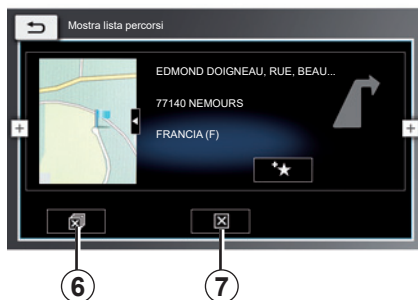 Mostra lista percorsi
EDMOND DOIGNEAU, RUE, BEAU...
77140 NEMOURS
FRANCIA (F)
6
7